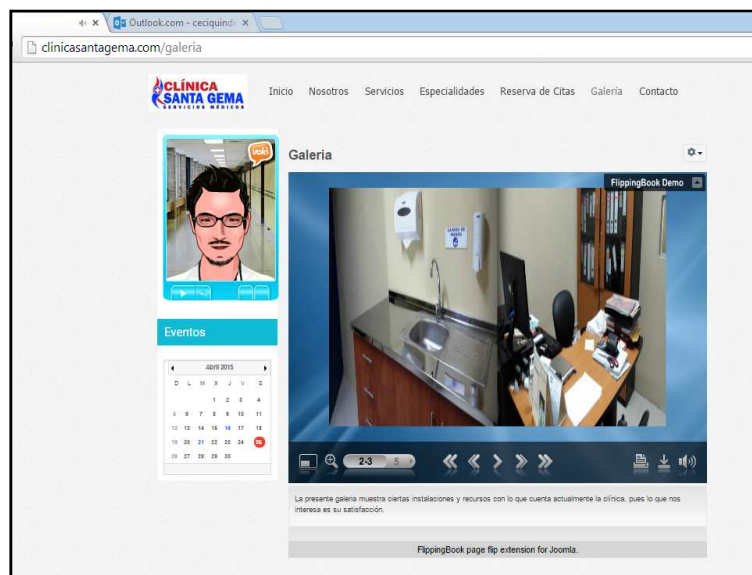 Outlook.com - ceciquind
clinicasantagema.com/galeria
CLÍNICA
SANTA GEMA
SERVICIOS MÉDICOS
Inicio Nosotros Servicios Especialidades Reserva de Citas Galería Contacto
voki
Galeria
FlippingBook Demo
LAVADO DE
MANOS
Eventos
Abril 2015
D L M X J V S
1 2 3 4
5 6 7 8 9 10 11
12 13 14 15 16 17 18
19 20 21 22 23 24 25
26 27 28 29 30
2-3 5
La presente galeria muestra ciertas instalaciones y recursos con lo que cuenta actualmente la clínica, pues lo que nos
interesa es su satisfacción.
FlippingBook page flip extension for Joomla.